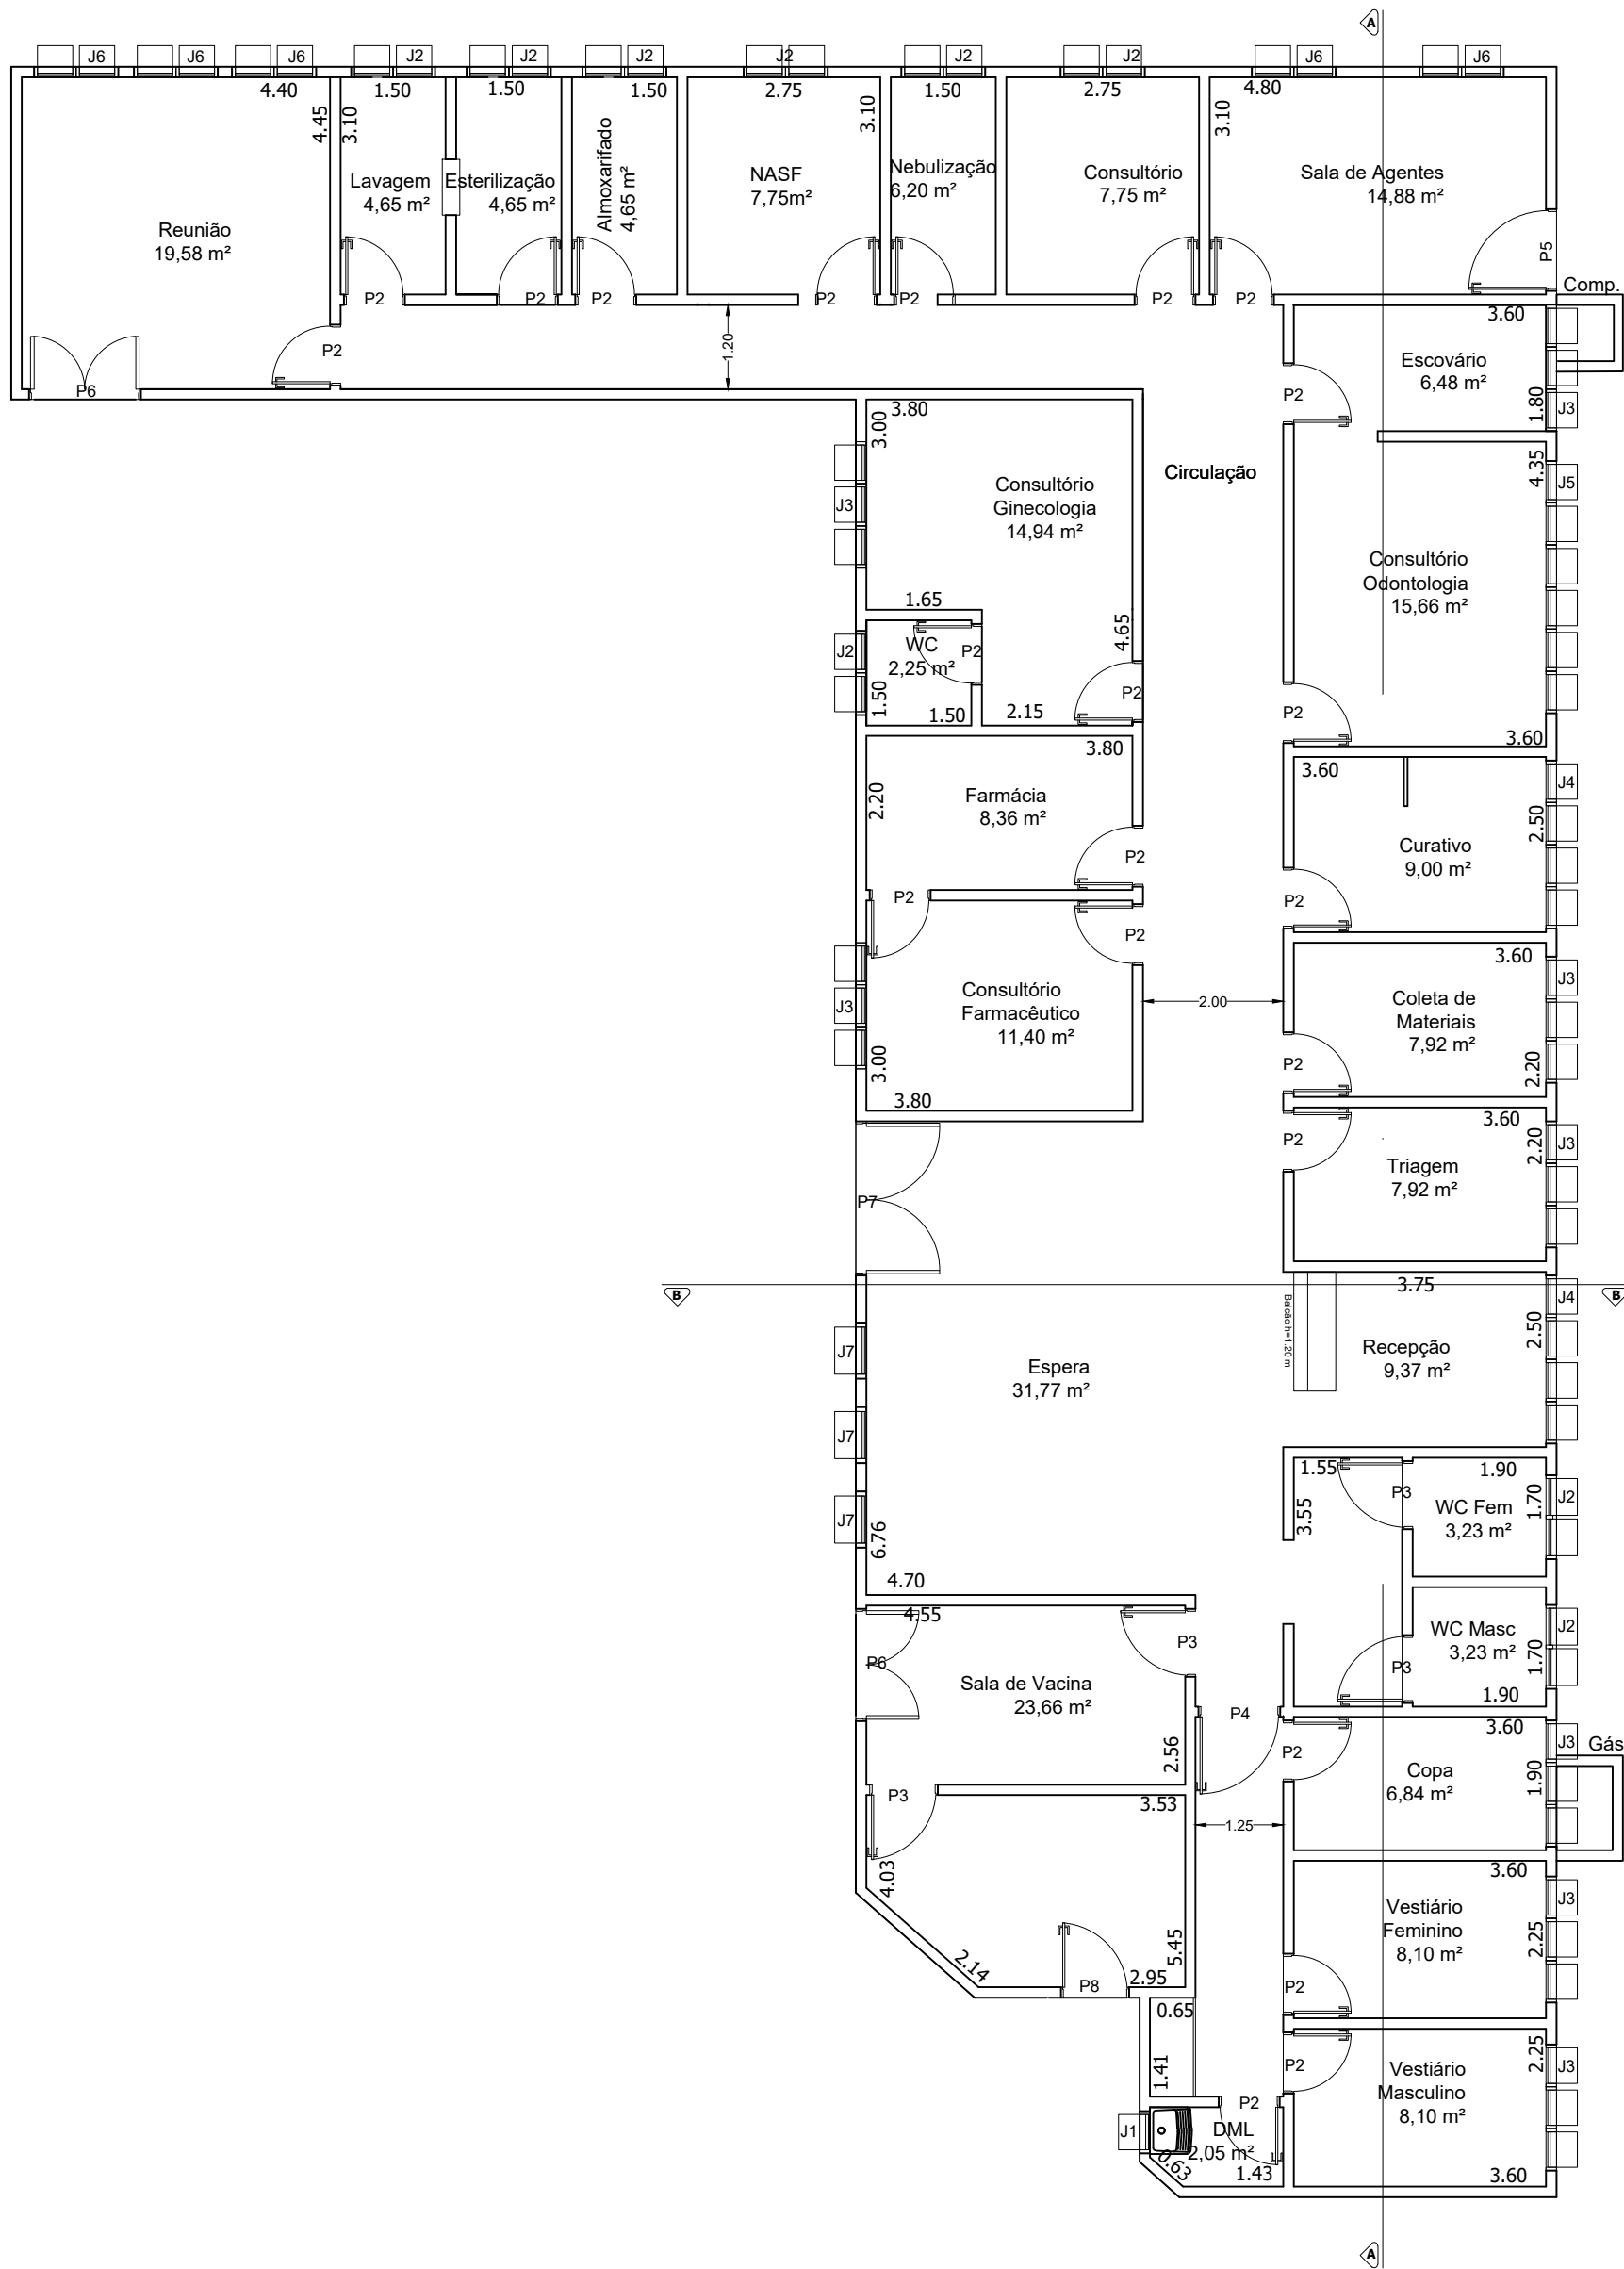 A
J6
J6
J6
J2
J2
J2
J2
J2
J2
J6
J6
4.40
1.50
1.50
1.50
2.75
1.50
2.75
4.80
4.45
3.10
3.10
3.10
Reunião
19,58 m²
Lavagem
4,65 m²
Esterilização
4,65 m²
Almoxarifado
4,65 m²
NASF
7,75m²
Nebulização
6,20 m²
Consultório
7,75 m²
Sala de Agentes
14,88 m²
P5
P2
P2
P2
P2
P2
P2
P2
Comp.
P2
P6
1.20
3.60
Escovário
6,48 m²
1.80
J3
P2
3.80
3.00
Circulação
4.35
J5
J3
Consultório
Ginecologia
14,94 m²
Consultório
Odontologia
15,66 m²
1.65
4.65
J2
WC
2,25 m²
P2
1.50
1.50
2.15
P2
P2
3.60
3.80
3.60
J4
2.20
Farmácia
8,36 m²
2.50
Curativo
9,00 m²
P2
P2
P2
P2
3.60
J3
J3
Consultório
Farmacêutico
11,40 m²
2.00
Coleta de
Materiais
7,92 m²
3.00
P2
2.20
3.80
3.60
P2
2.20
J3
Triagem
7,92 m²
P7
B
3.75
J4
B
Balcão h=1.20 m
2.50
J7
Espera
31,77 m²
Recepção
9,37 m²
J7
1.55
1.90
P3
J2
J7
6.76
3.55
WC Fem
3,23 m²
1.70
4.70
4.55
P3
WC Masc
3,23 m²
J2
1.70
P6
P3
Sala de Vacina
23,66 m²
1.90
P4
3.60
2.56
P2
J3
Gás
Copa
6,84 m²
1.90
P3
3.53
1.25
4.03
3.60
J3
Vestiário
Feminino
8,10 m²
2.25
2.14
5.45
2.95
P8
P2
0.65
1.41
P2
2.25
J3
Vestiário
Masculino
8,10 m²
P2
J1
DML
2,05 m²
0.63
1.43
3.60
A